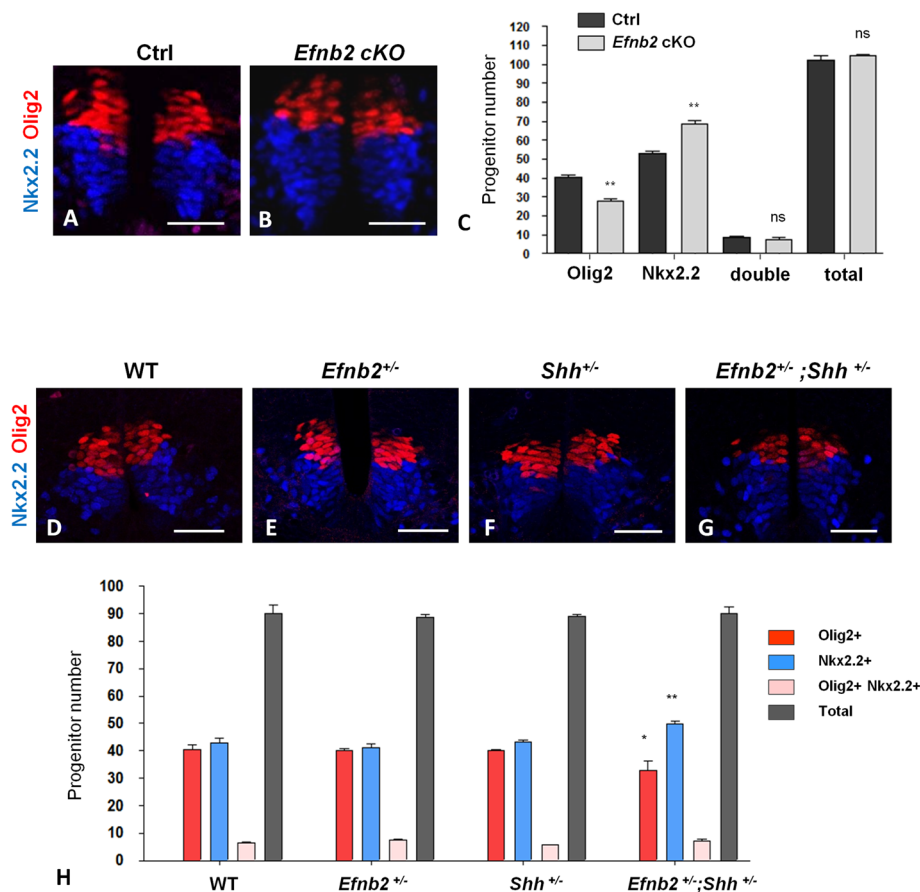 Ctrl
Efnb2 cKO
Nkx2.2 Olig2
A
B
C
Ctrl
Efnb2 cKO
Progenitor number
120
110
100
90
80
70
60
50
40
30
20
10
0
**
**
ns
ns
Olig2
Nkx2.2
double
total
WT
Efnb2+/-
Shh+/-
Efnb2+/- ;Shh +/-
Nkx2.2 Olig2
D
E
F
G
H
Progenitor number
100
90
80
70
60
50
40
30
20
10
0
*
**
WT
Efnb2 +/-
Shh +/-
Efnb2 +/-;Shh +/-
Olig2+
Nkx2.2+
Olig2+ Nkx2.2+
Total